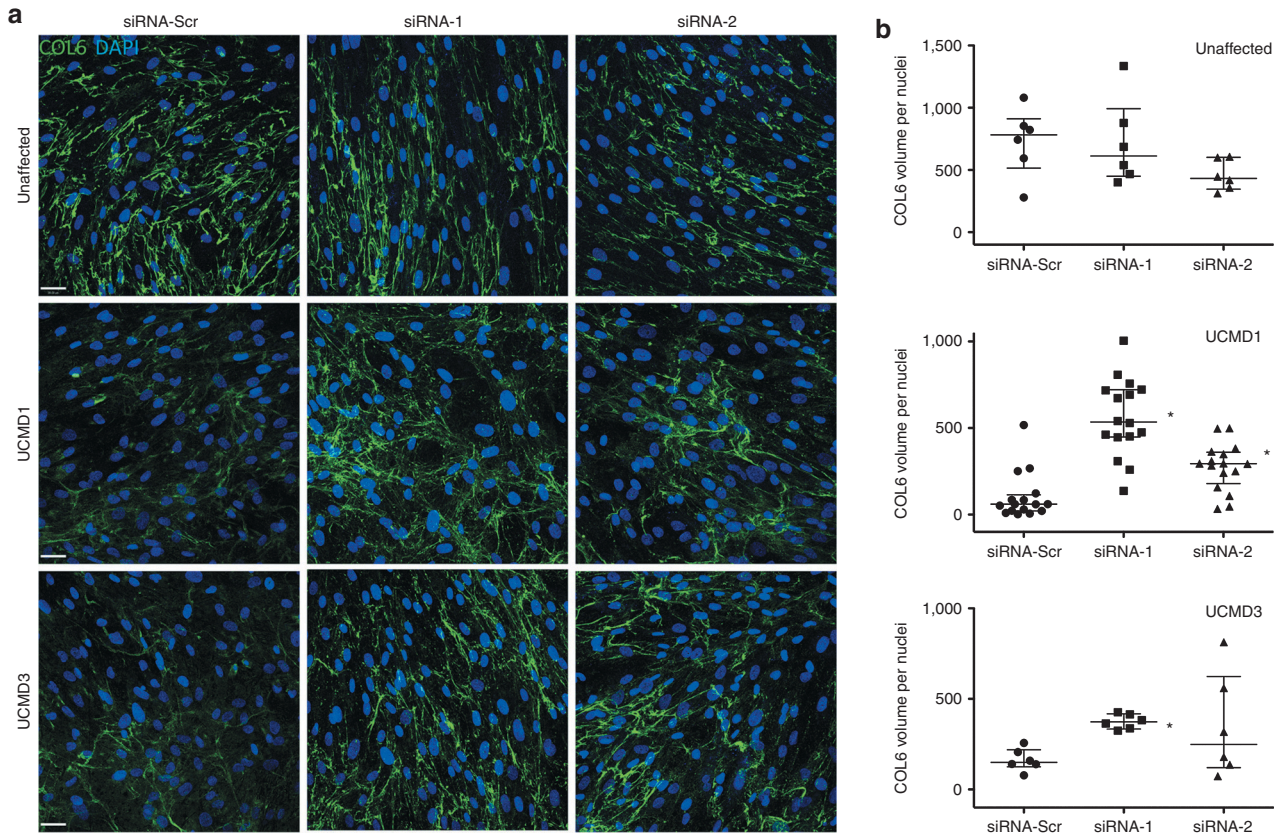 a
siRNA-Scr siRNA-1 siRNA-2
COL6 DAPI
Unaffected
UCMD1
UCMD3
b
Unaffected
COL6 volume per nuclei
1,500
1,000
500
0
siRNA-Scr siRNA-1 siRNA-2
UCMD1
COL6 volume per nuclei
1,000
500
0
*
*
siRNA-Scr siRNA-1 siRNA-2
UCMD3
COL6 volume per nuclei
1,000
500
0
*
siRNA-Scr siRNA-1 siRNA-2